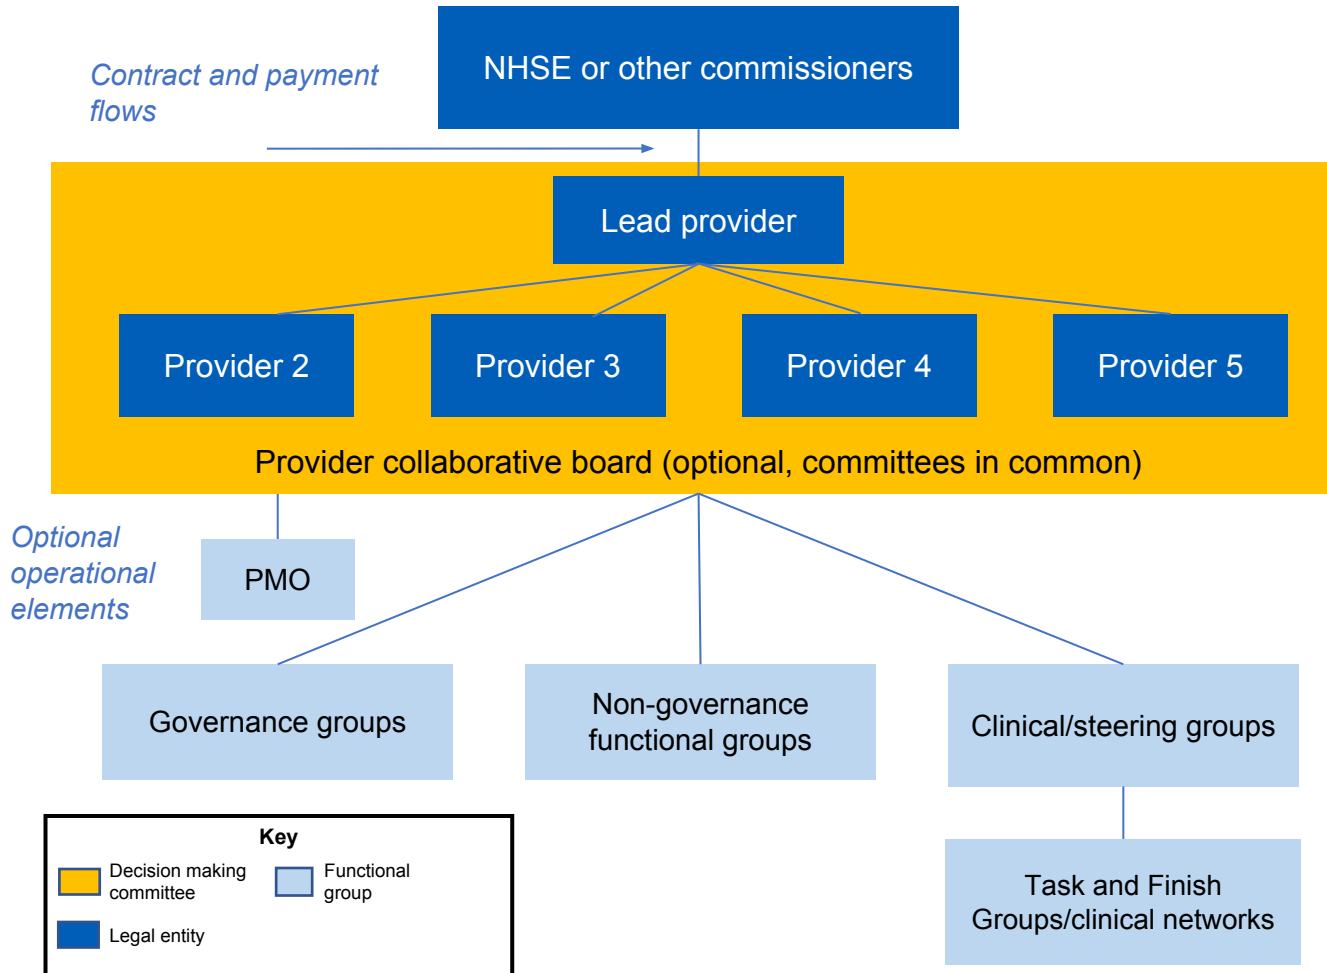 NHSE or other commissioners
Contract and payment
flows
Lead provider
Provider 2
Provider 3
Provider 4
Provider 5
Provider collaborative board (optional, committees in common)
Optional
operational
elements
PMO
Governance groups
Non-governance
functional groups
Clinical/steering groups
Task and Finish
Groups/clinical networks
Key
Decision making
committee
Functional
group
Legal entity